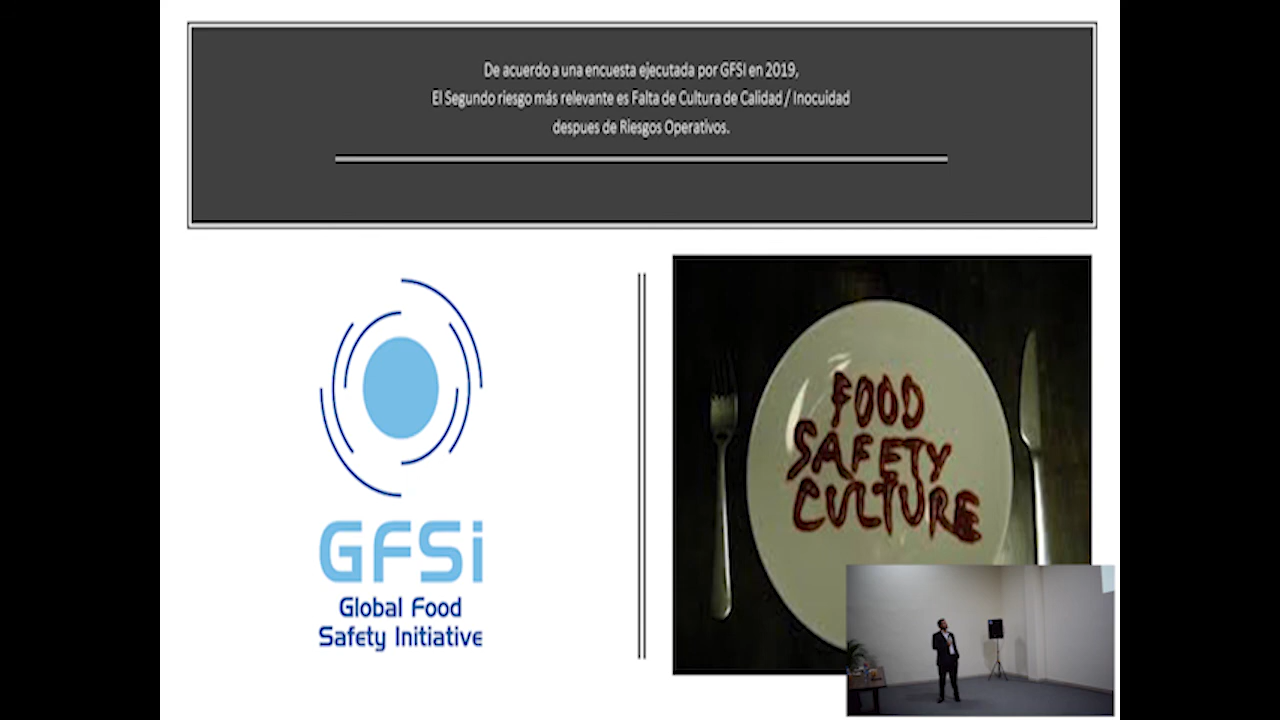 De acuerdo a una encuesta ejecutada por GFSI en 2019,
El Segundo riesgo más relevante es Falta de Cultura de Calidad / Inocuidad
despues de Riesgos Operativos.
GFSi
Global Food
Safety Initiative
FOOD
SAFETY
CULTURE